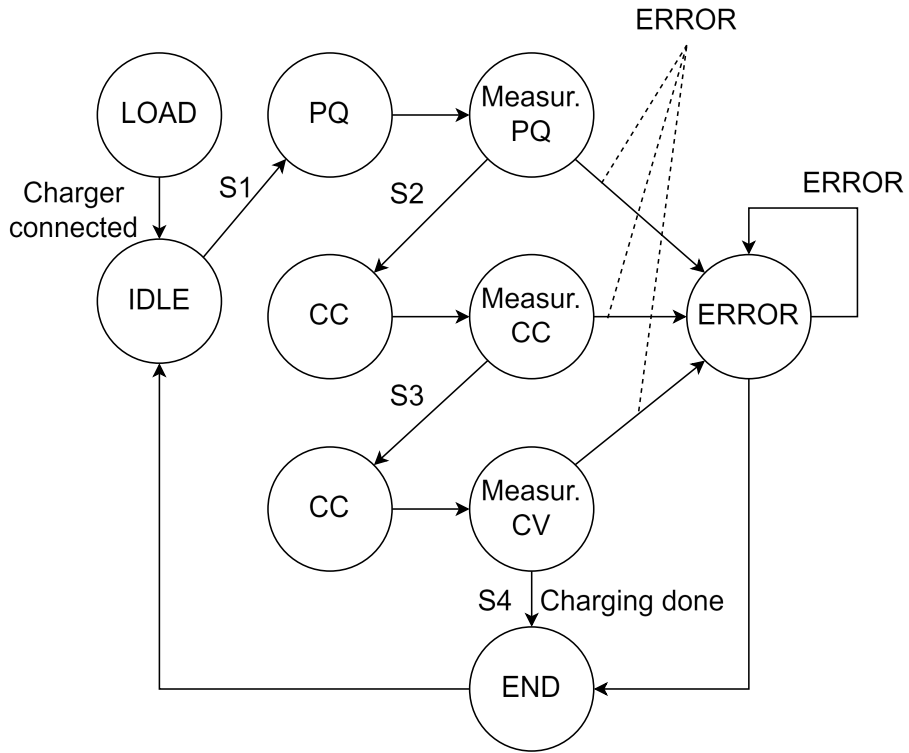 ERROR
LOAD
PQ
Measur.
PQ
Charger
connected
S1
S2
ERROR
IDLE
CC
Measur.
CC
ERROR
S3
CC
Measur.
CV
S4
Charging done
END